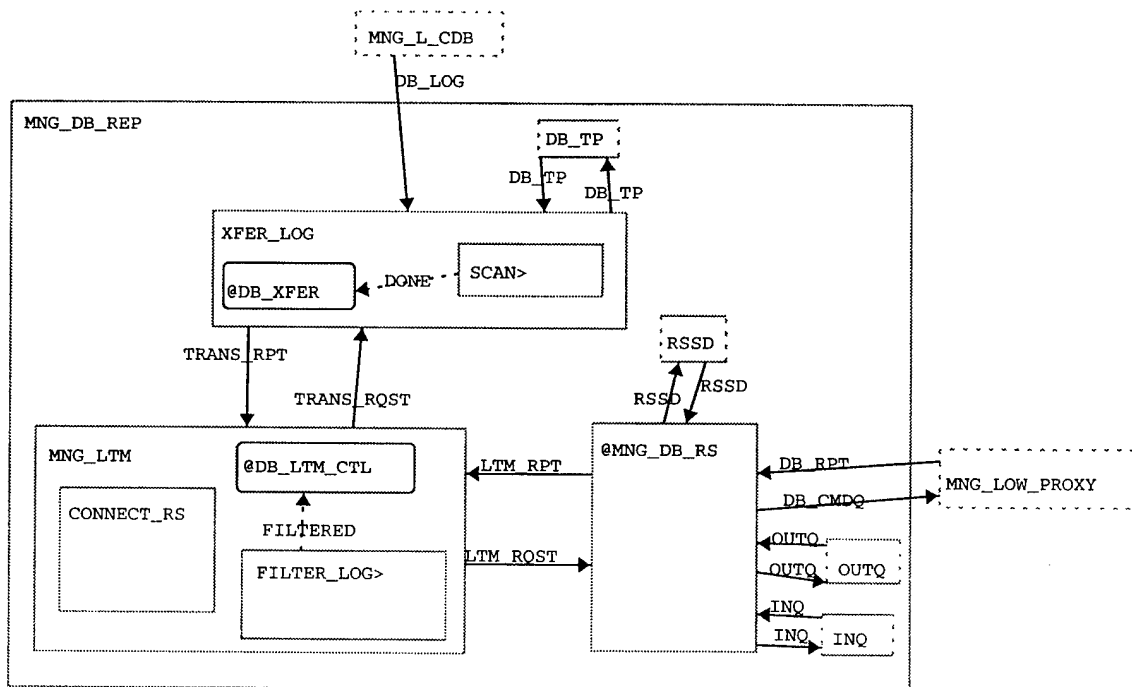 MNG_L_CDB
DB_LOG
MNG_DB_REP
DB_TP
DB_TP
DB_TP
XFER_LOG
SCAN>
DONE
@DB_XFER
RSSD
TRANS_RPT
RSSD
TRANS_RQST
RSSD
MNG_LTM
@DB_LTM_CTL
@MNG_DB_RS
LTM_RPT
DB_RPT
MNG_LOW_PROXY
DB_CMDQ
CONNECT_RS
FILTERED
OUTQ
LTM_RQST
FILTER_LOG>
OUTQ
OUTQ
INQ
INQ
INQ